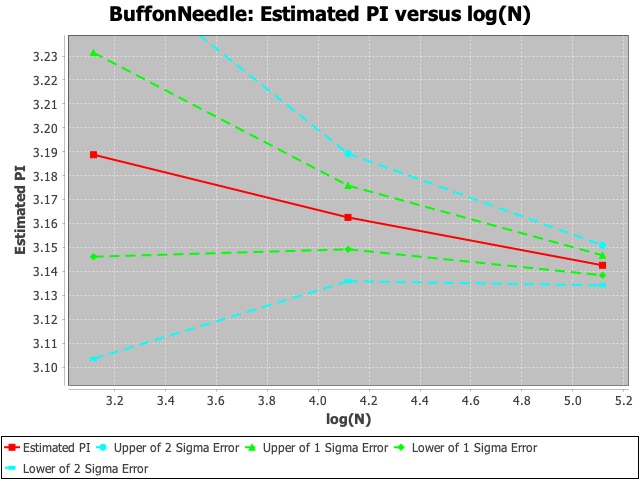 BuffonNeedle: Estimated PI versus log(N)
Estimated PI
3.23
3.22
3.21
3.20
3.19
3.18
3.17
3.16
3.15
3.14
3.13
3.12
3.11
3.10
3.2 3.4 3.6 3.8 4.0 4.2 4.4 4.6 4.8 5.0 5.2
log(N)
Estimated PI Upper of 2 Sigma Error Upper of 1 Sigma Error Lower of 1 Sigma Error
Lower of 2 Sigma Error